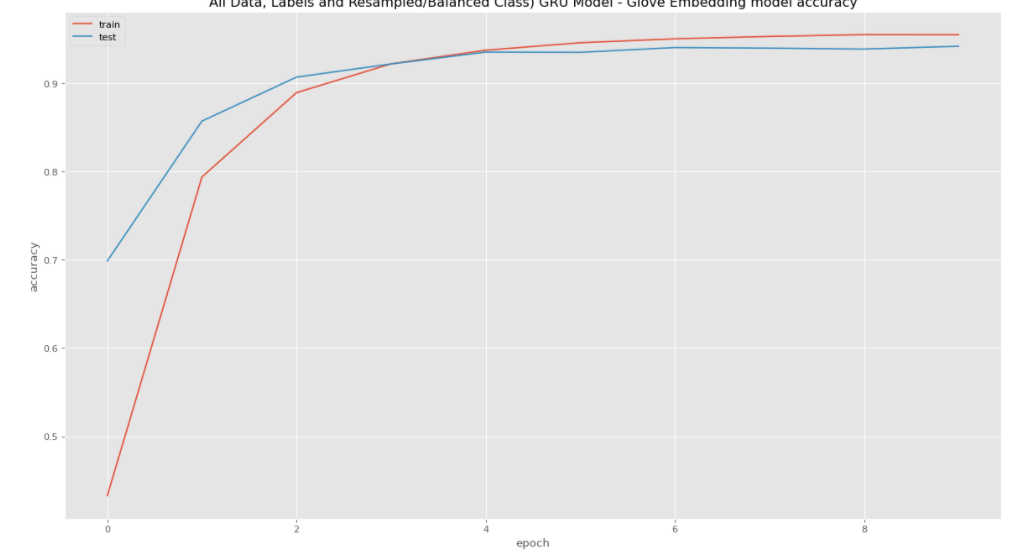 All Data, Labels and Resampled/Balanced Class) GRU Model - Glove Embedding model accuracy
train
test
0.9
0.8
0.7
0.6
0.5
accuracy
0 2 4 6 8
epoch